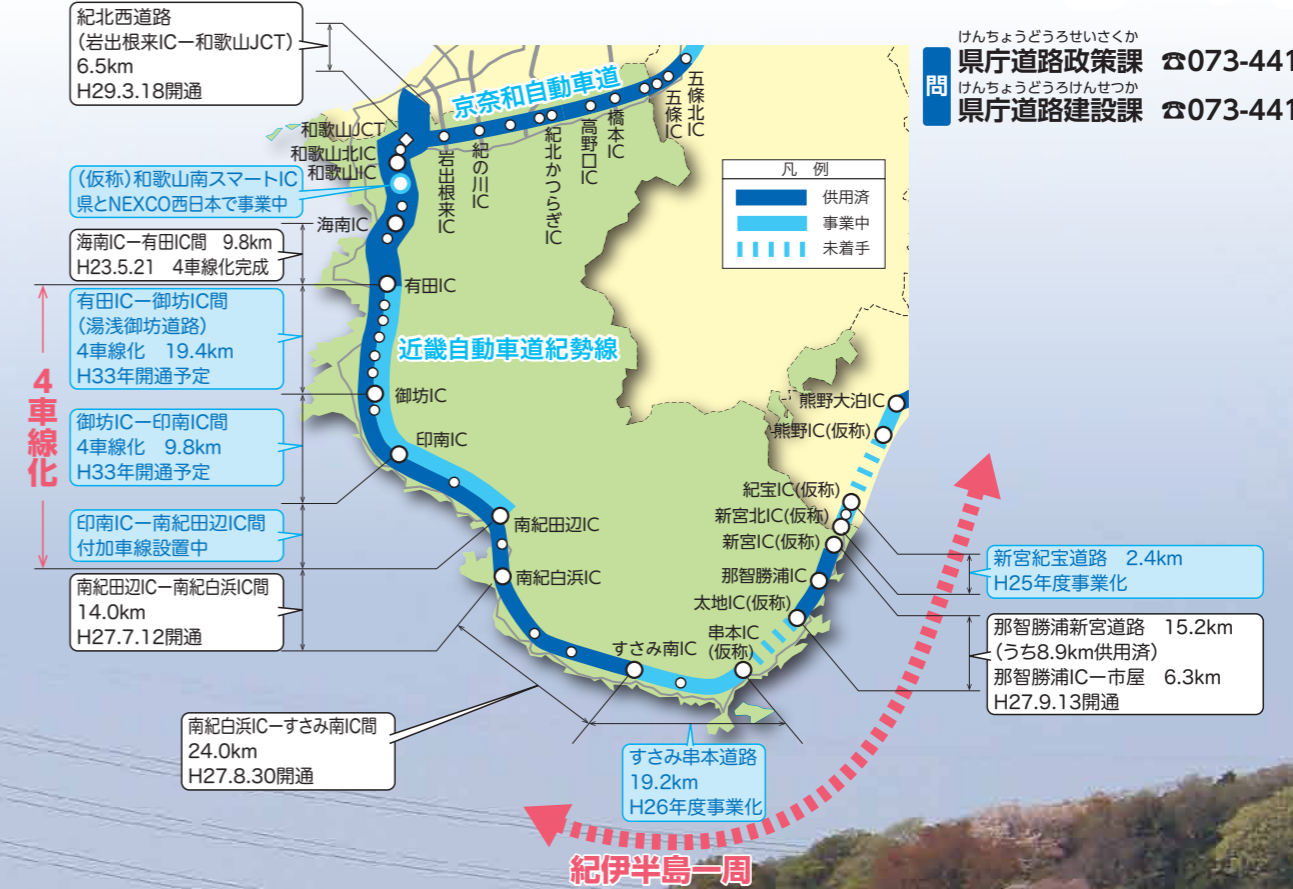 紀北西道路
(岩出根来ICー和歌山JCT)
6.5km
H29.3.18開通
けんちょうどうろせいさくか
問
県庁道路政策課 ☎073-441
けんちょうどうろけんせつか
県庁道路建設課 ☎073-441
京奈和自動車道
五條北IC
五條IC
橋本IC
高野口IC
紀北かつらぎIC
紀の川IC
岩出根来IC
和歌山JCT
和歌山北IC
和歌山IC
凡 例
供用済
事業中
未着手
(仮称)和歌山南スマートIC
県とNEXCO西日本で事業中
海南IC
海南ICー有田IC間 9.8km
H23.5.21 4車線化完成
有田IC
4車線化
有田ICー御坊IC間
(湯浅御坊道路)
4車線化 19.4km
H33年開通予定
近畿自動車道紀勢線
御坊IC
御坊ICー印南IC間
4車線化 9.8km
H33年開通予定
印南IC
印南ICー南紀田辺IC間
付加車線設置中
南紀田辺IC
南紀田辺ICー南紀白浜IC間
14.0km
H27.7.12開通
南紀白浜IC
熊野大泊IC
熊野IC(仮称)
紀宝IC(仮称)
新宮北IC(仮称)
新宮IC(仮称)
那智勝浦IC
太地IC(仮称)
串本IC
(仮称)
すさみ南IC
新宮紀宝道路 2.4km
H25年度事業化
那智勝浦新宮道路 15.2km
(うち8.9km供用済)
那智勝浦ICー市屋 6.3km
H27.9.13開通
南紀白浜ICーすさみ南IC間
24.0km
H27.8.30開通
すさみ串本道路
19.2km
H26年度事業化
紀伊半島一周